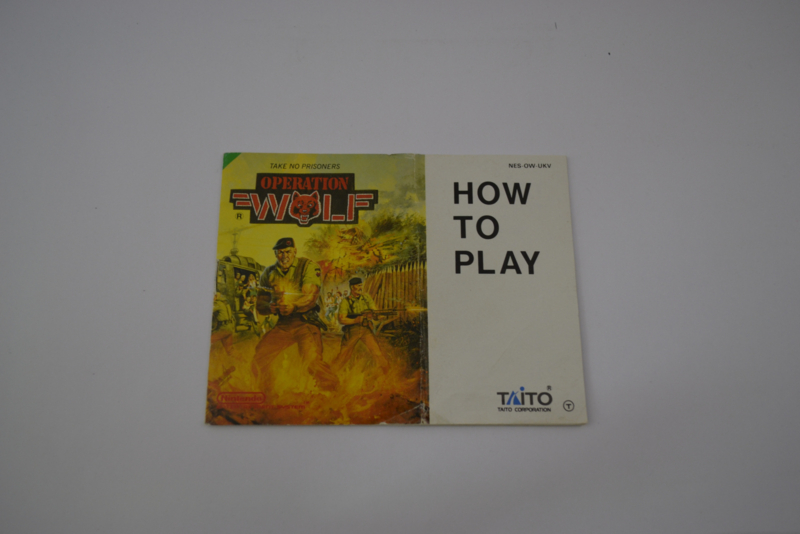 TAKE NO PRISONERS
OPERATION
WOLF
R
NES-OW-UKV
HOW
TO
PLAY
TAITO®
TAITO CORPORATION
T